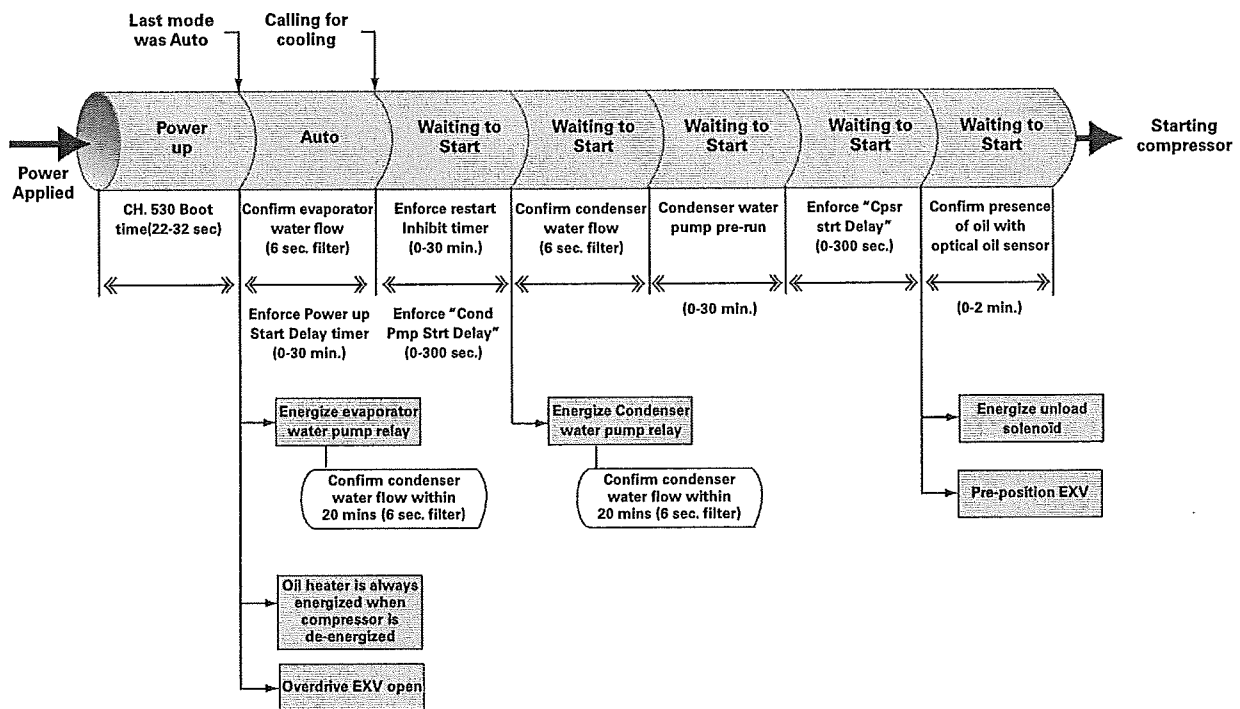 Last mode
was Auto
Calling for
cooling
Power
Applied
Power
up
Auto
Waiting to
Start
Waiting to
Start
Waiting to
Start
Waiting to
Start
Waiting to
Start
Starting
compressor
CH. 530 Boot
time(22-32 sec)
Confirm evaporator
water flow
(6 sec. filter)
Enforce Power up
Start Delay timer
(0-30 min.)
Enforce restart
Inhibit timer
(0-30 min.)
Enforce "Cond
Pmp Strt Delay"
(0-300 sec.)
Confirm condenser
water flow
(6 sec. filter)
Condenser water
pump pre-run
(0-30 min.)
Enforce "Cpsr
strt Delay"
(0-300 sec.)
Confirm presence
of oil with
optical oil sensor
(0-2 min.)
Energize evaporator
water pump relay
Confirm condenser
water flow within
20 mins (6 sec. filter)
Oil heater is always
energized when
compressor is
de-energized
Overdrive EXV open
Energize Condenser
water pump relay
Confirm condenser
water flow within
20 mins (6 sec. filter)
Energize unload
solenoïd
Pre-position EXV